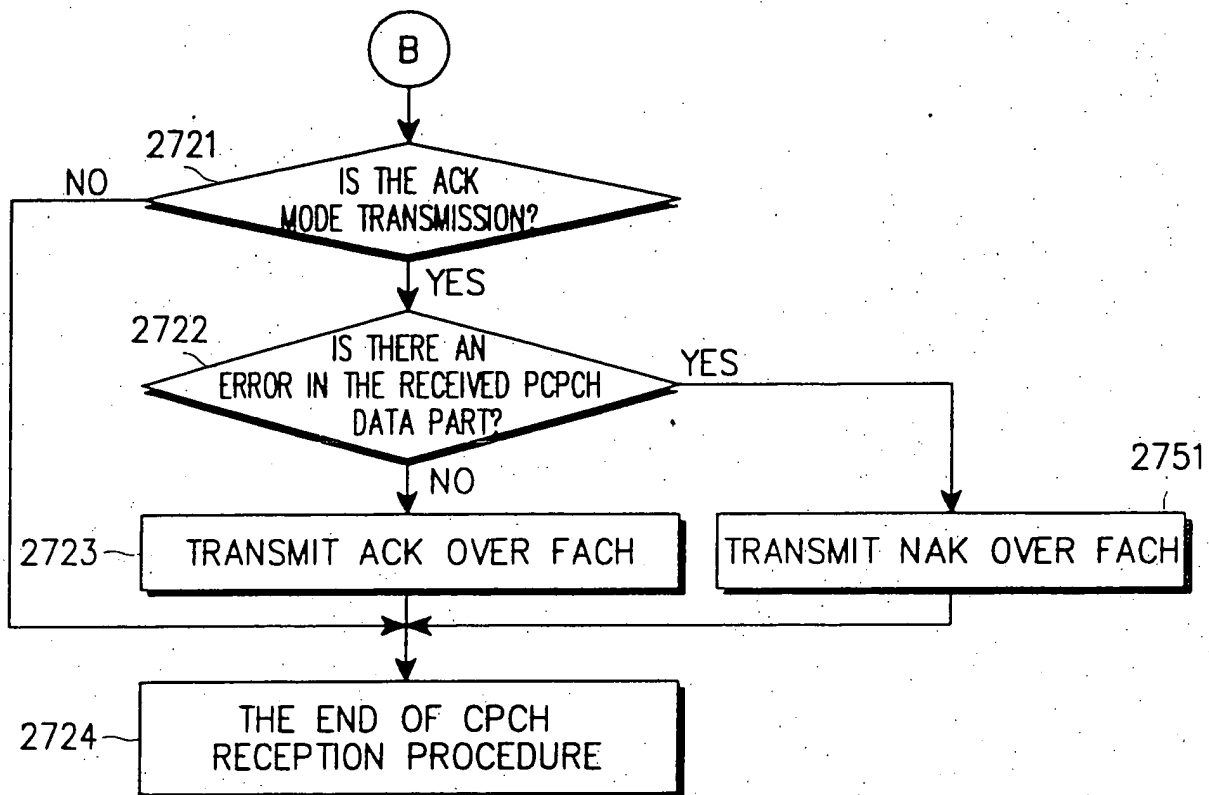 B
2721
NO
IS THE ACK
MODE TRANSMISSION?
YES
2722
IS THERE AN
ERROR IN THE RECEIVED PCPCH
DATA PART?
YES
NO
2751
2723
TRANSMIT ACK OVER FACH
TRANSMIT NAK OVER FACH
2724
THE END OF CPCH
RECEPTION PROCEDURE